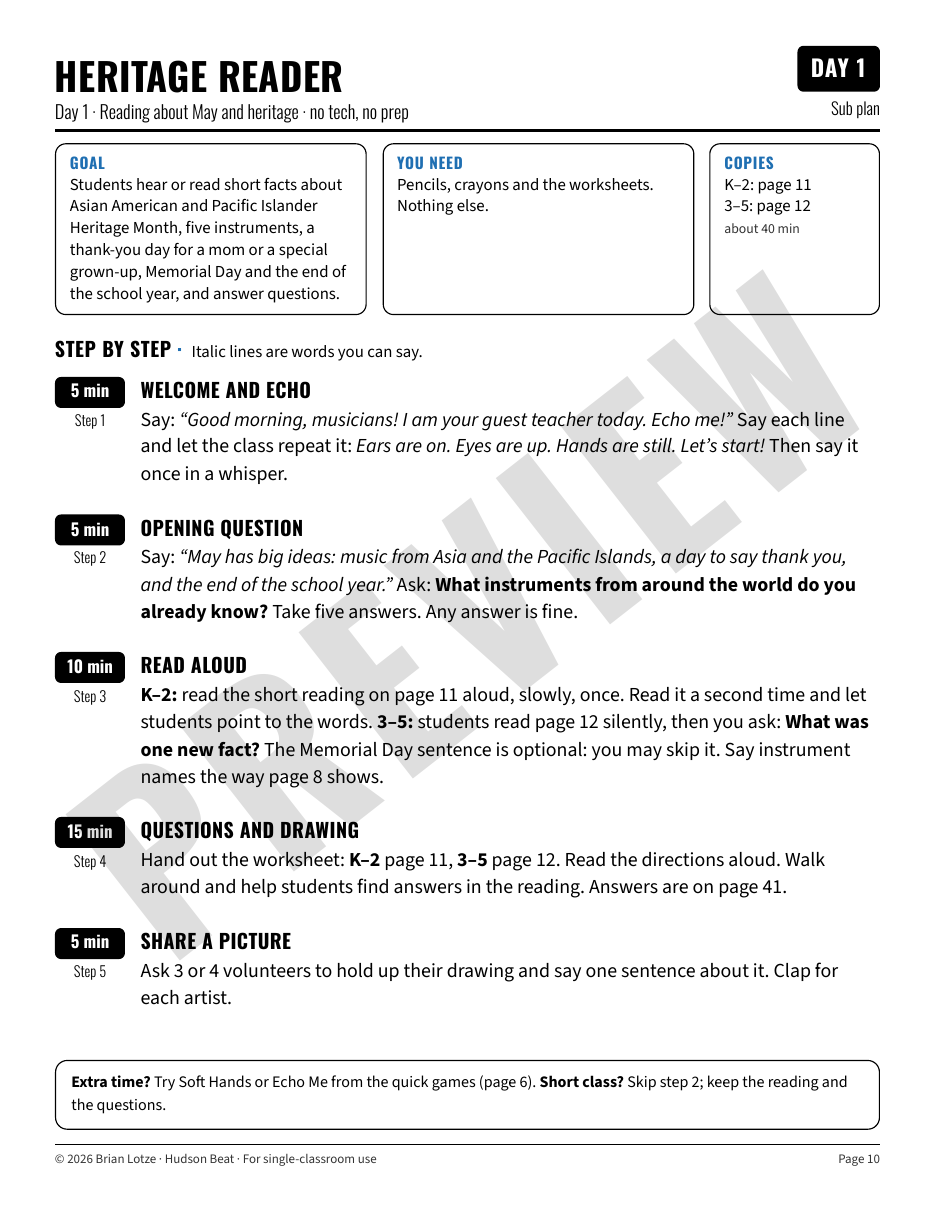 HERITAGE READER
DAY 1
Day 1 · Reading about May and heritage · no tech, no prep
Sub plan
GOAL
Students hear or read short facts about
Asian American and Pacific Islander
Heritage Month, five instruments, a
thank-you day for a mom or a special
grown-up, Memorial Day and the end of
the school year, and answer questions.
YOU NEED
Pencils, crayons and the worksheets.
Nothing else.
COPIES
K–2: page 11
3–5: page 12
about 40 min
STEP BY STEP · Italic lines are words you can say.
5 min
Step 1
WELCOME AND ECHO
Say: “Good morning, musicians! I am your guest teacher today. Echo me!” Say each line
and let the class repeat it: Ears are on. Eyes are up. Hands are still. Let’s start! Then say it
once in a whisper.
5 min
Step 2
OPENING QUESTION
Say: “May has big ideas: music from Asia and the Pacific Islands, a day to say thank you,
and the end of the school year.” Ask: What instruments from around the world do you
already know? Take five answers. Any answer is fine.
10 min
Step 3
READ ALOUD
K–2: read the short reading on page 11 aloud, slowly, once. Read it a second time and let
students point to the words. 3–5: students read page 12 silently, then you ask: What was
one new fact? The Memorial Day sentence is optional: you may skip it. Say instrument
names the way page 8 shows.
15 min
Step 4
QUESTIONS AND DRAWING
Hand out the worksheet: K–2 page 11, 3–5 page 12. Read the directions aloud. Walk
around and help students find answers in the reading. Answers are on page 41.
5 min
Step 5
SHARE A PICTURE
Ask 3 or 4 volunteers to hold up their drawing and say one sentence about it. Clap for
each artist.
Extra time? Try Soft Hands or Echo Me from the quick games (page 6). Short class? Skip step 2; keep the reading and
the questions.
© 2026 Brian Lotze · Hudson Beat · For single-classroom use
Page 10
PREVIEW